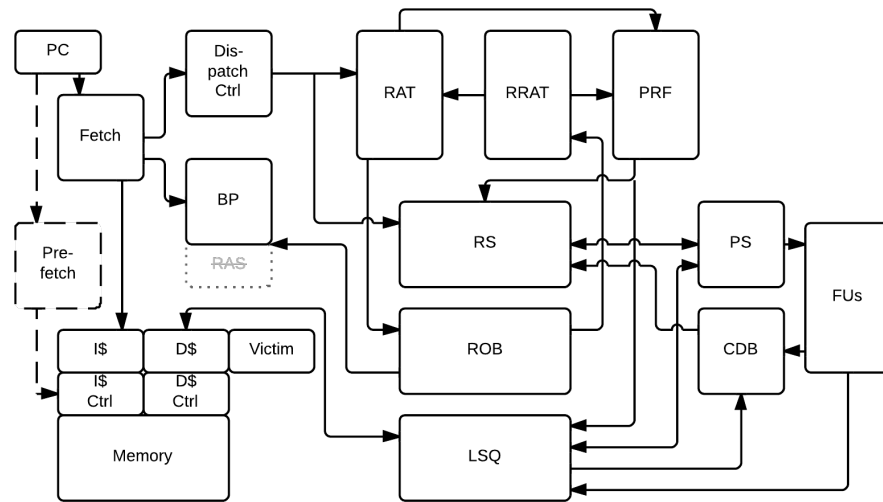 PC
Dis-
patch
Ctrl
RAT
RRAT
PRF
Fetch
BP
RAS
Pre-
fetch
RS
PS
FUs
I$
D$
Victim
ROB
CDB
I$
Ctrl
D$
Ctrl
Memory
LSQ